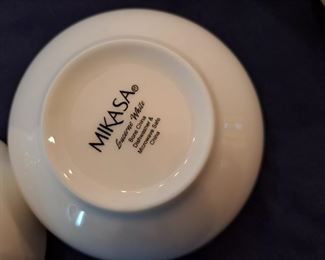 MIKASA®
Lucerne White
Bone China
Dishwasher &
Microwave Safe
China